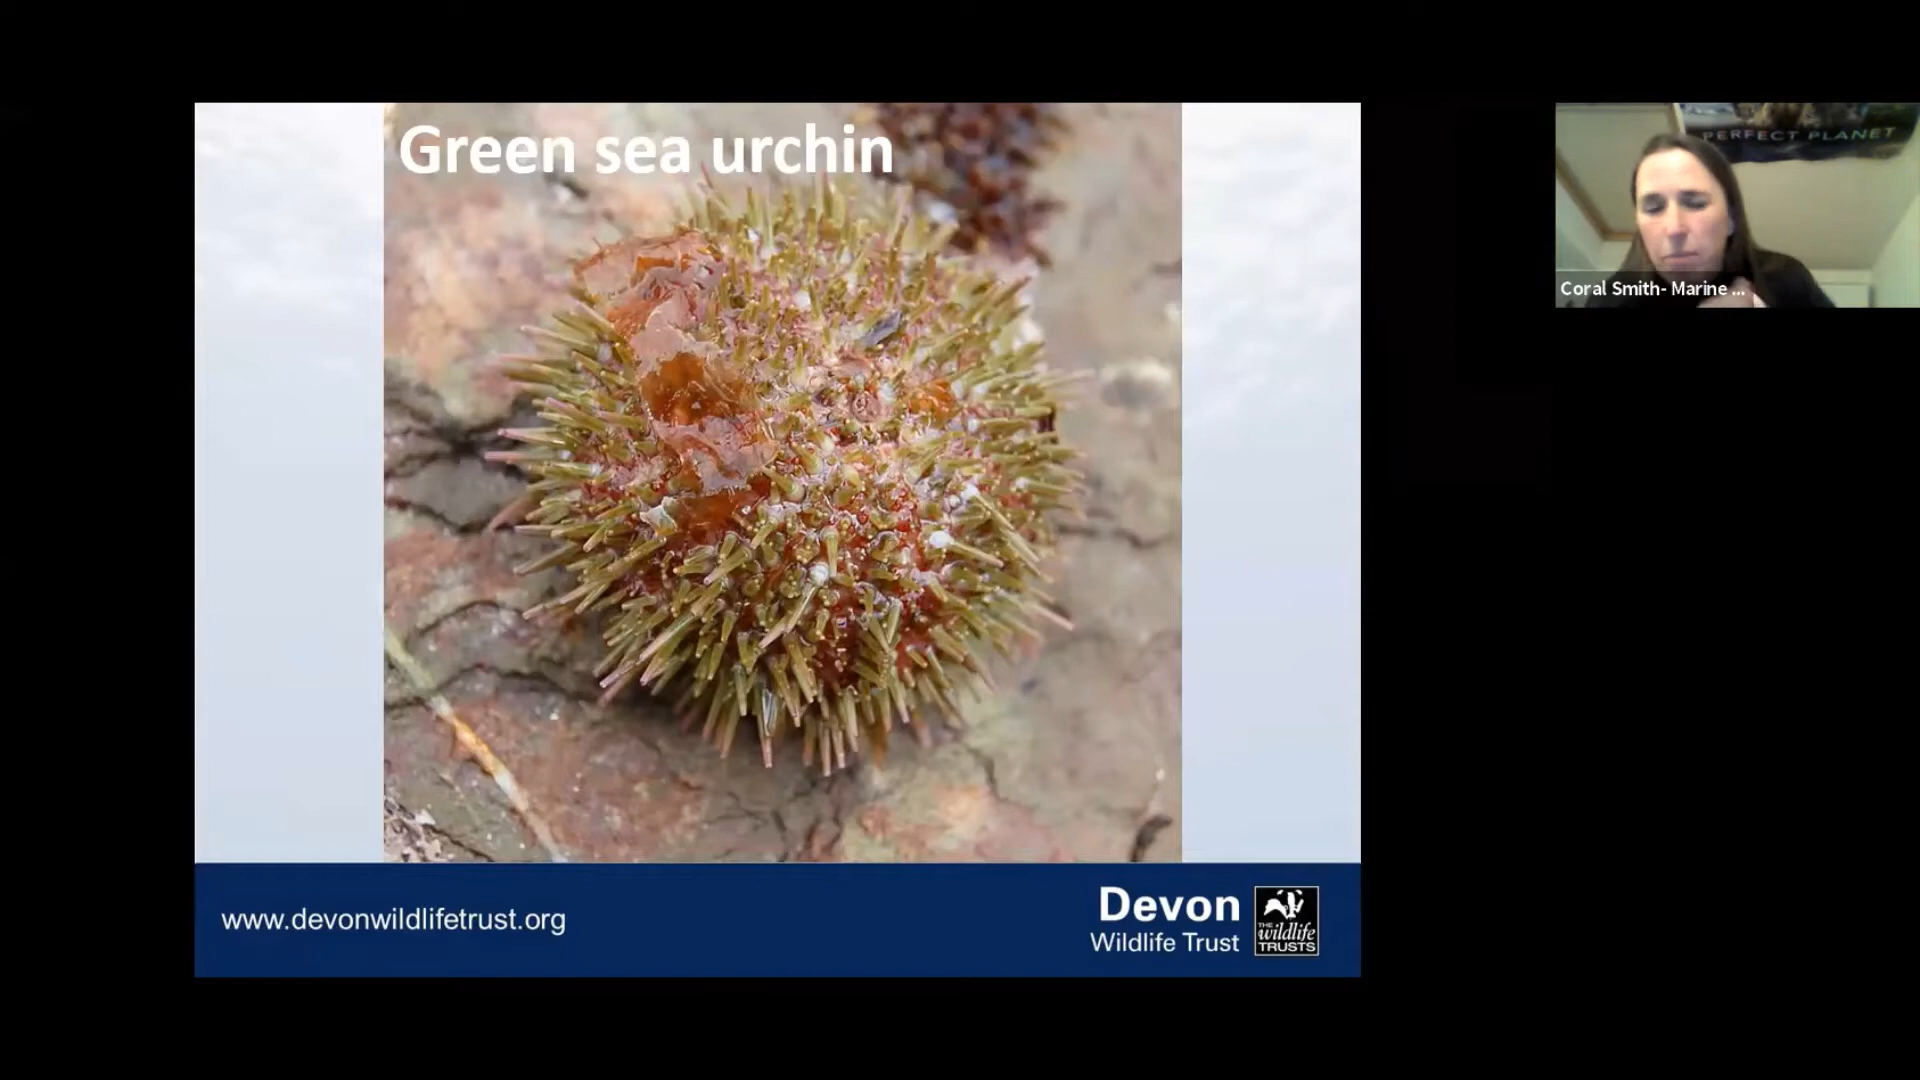 Green sea urchin
PERFECT PLANET
Coral Smith- Marine ...
www.devonwildlifetrust.org
Devon
Wildlife Trust
THE
wildlife
TRUSTS